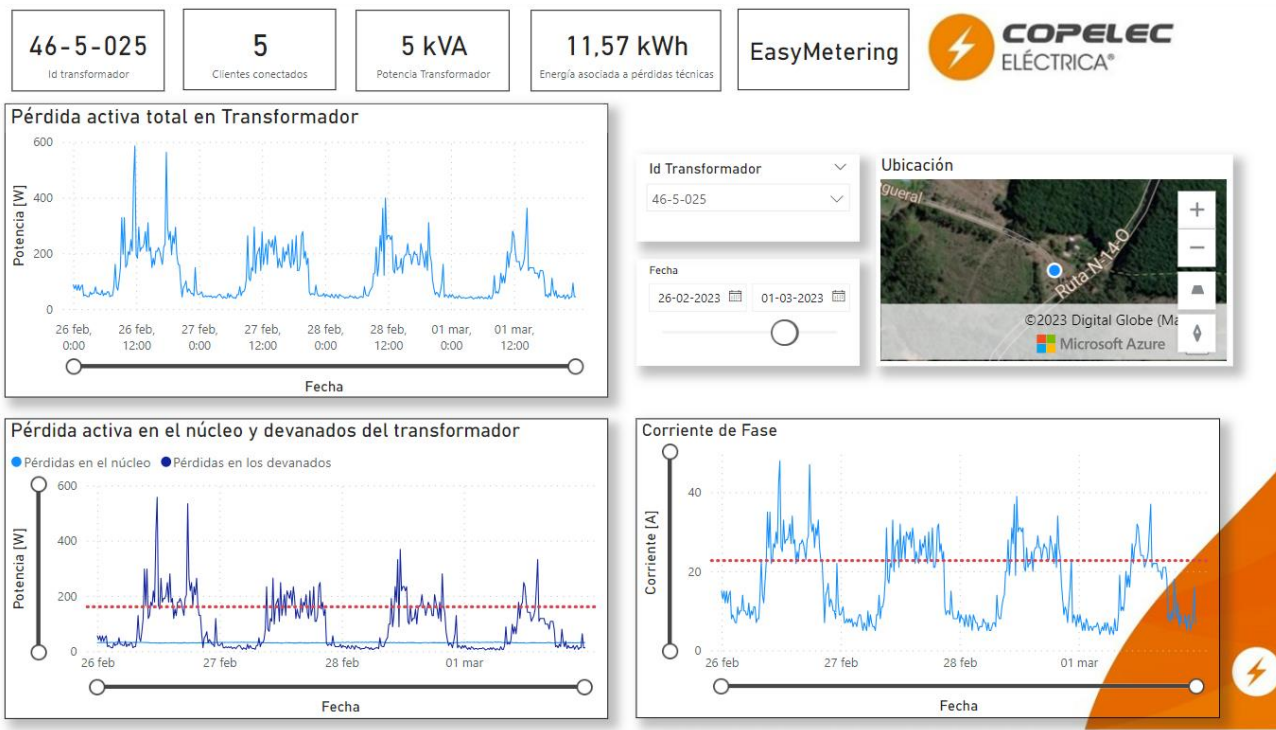 46-5-025
Id transformador
5
Clientes conectados
5 kVA
Potencia Transformador
11,57 kWh
Energía asociada a pérdidas técnicas
EasyMetering
COPELEC
ELÉCTRICA®
Pérdida activa total en Transformador
Potencia [W]
600
400
200
0
26 feb, 0:00
26 feb, 12:00
27 feb, 0:00
27 feb, 12:00
28 feb, 0:00
28 feb, 12:00
01 mar, 0:00
01 mar, 12:00
Fecha
Id Transformador
46-5-025
Fecha
26-02-2023
01-03-2023
Ubicación
gueral
Ruta N-14-O
+
−
©2023 Digital Globe (Ma
Microsoft Azure
Pérdida activa en el núcleo y devanados del transformador
Pérdidas en el núcleo
Pérdidas en los devanados
Potencia [W]
600
400
200
0
26 feb
27 feb
28 feb
01 mar
Fecha
Corriente de Fase
Corriente [A]
40
20
0
26 feb
27 feb
28 feb
01 mar
Fecha